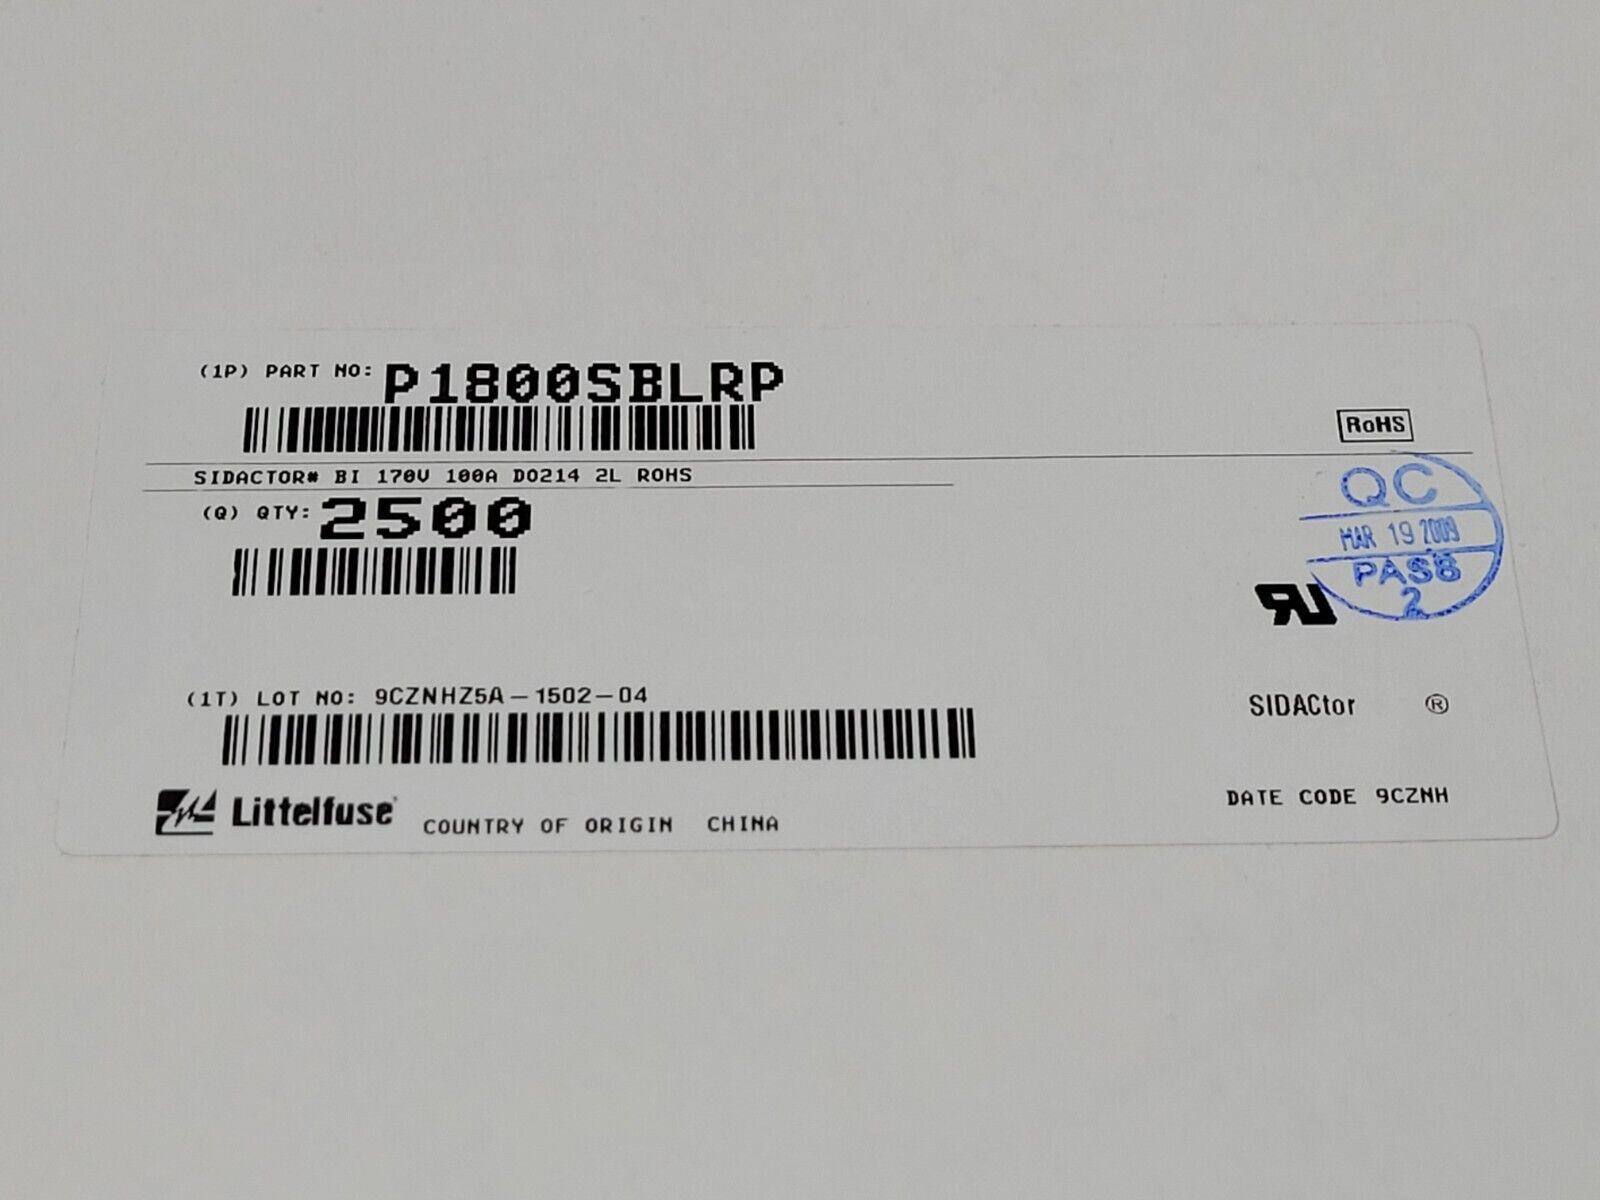 (1P) PART NO: P1800SBLRP
RoHS
SIDACTOR# BI 170V 100A DO214 2L ROHS
(Q) QTY: 2500
QC
MAR 19 2009
PASS
2
(1T) LOT NO: 9CZNHZ5A-1502-04
SIDACtor ®
Littelfuse
COUNTRY OF ORIGIN CHINA
DATE CODE 9CZNH